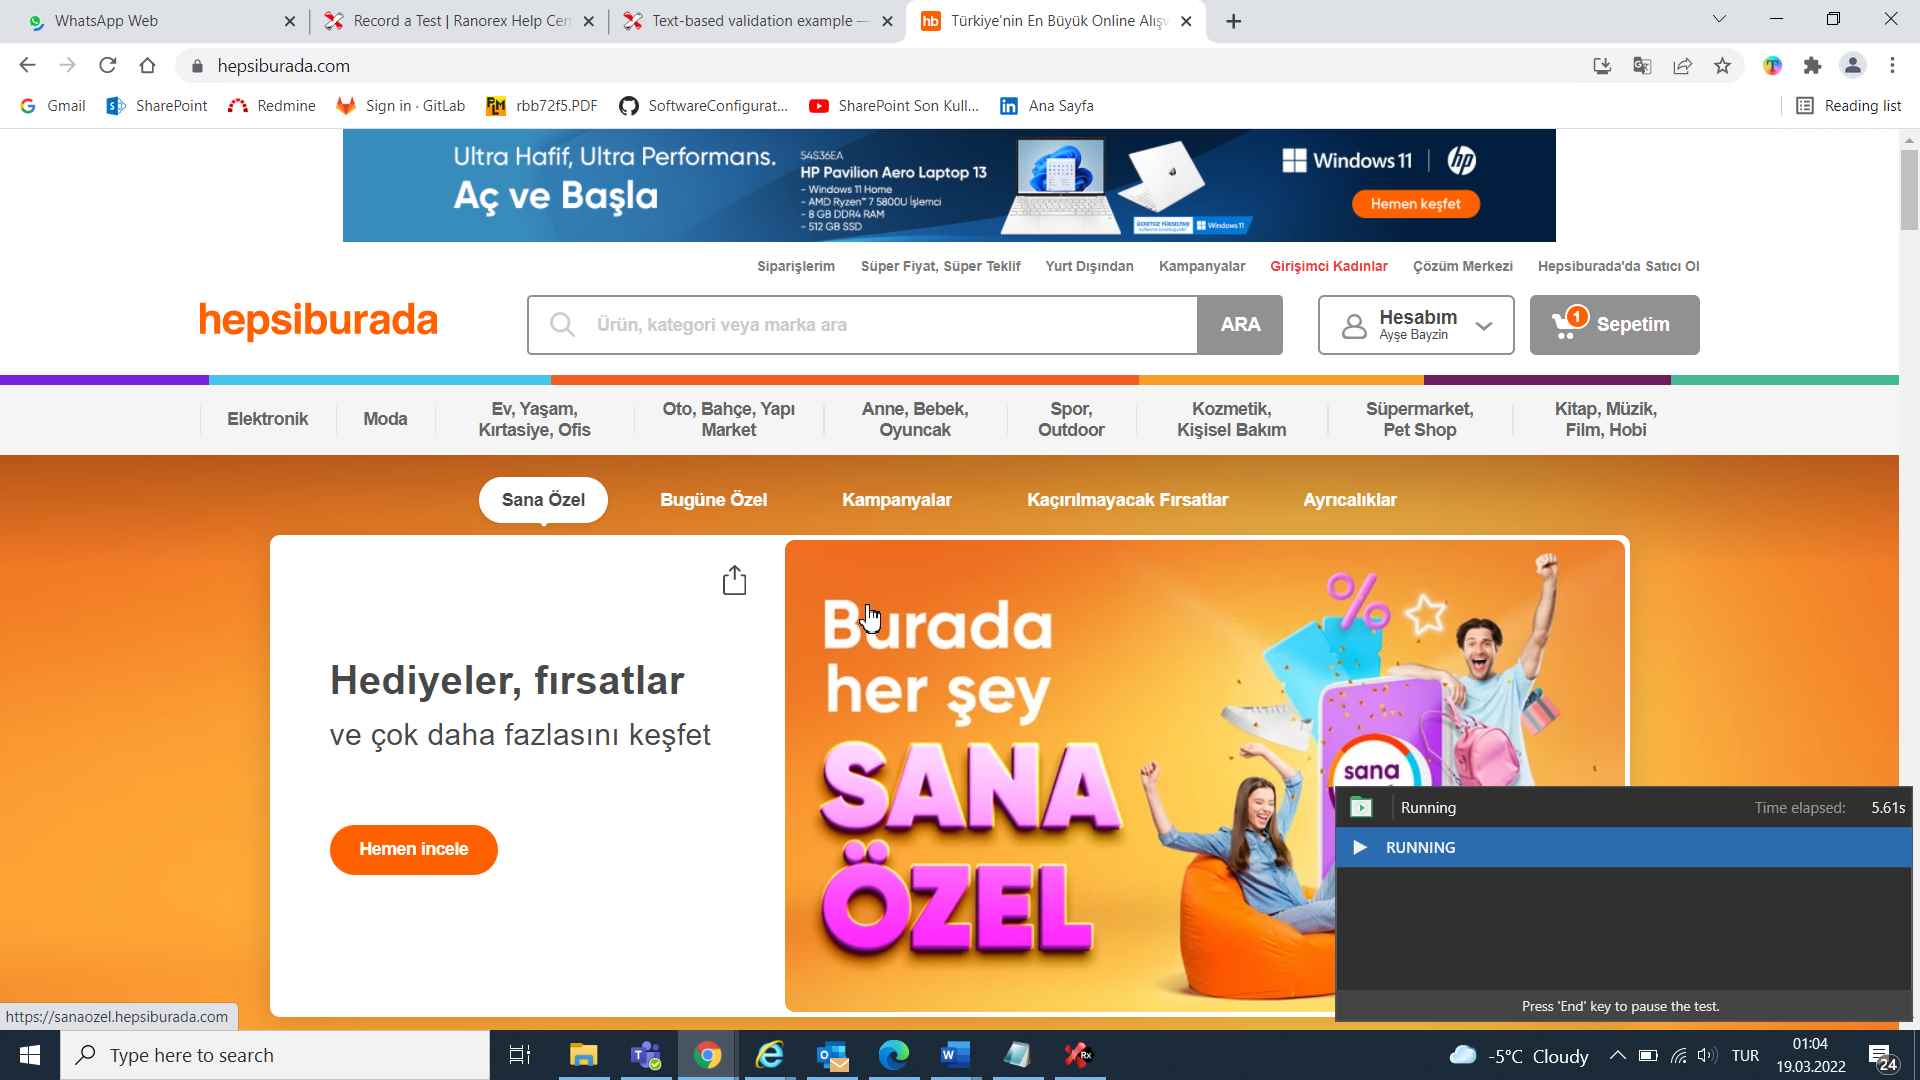 WhatsApp Web
Record a Test | Ranorex Help Cen
Text-based validation example —
hb
Türkiye'nin En Büyük Online Alışv
hepsiburada.com
Gmail
SharePoint
Redmine
Sign in · GitLab
rbb72f5.PDF
SoftwareConfigurat...
SharePoint Son Kull...
Ana Sayfa
Reading list
Ultra Hafif, Ultra Performans.
Aç ve Başla
54S36EA
HP Pavilion Aero Laptop 13
- Windows 11 Home
- AMD Ryzen™ 7 5800U İşlemci
- 8 GB DDR4 RAM
- 512 GB SSD
Windows 11
Windows 11
hp
Hemen keşfet
Siparişlerim
Süper Fiyat, Süper Teklif
Yurt Dışından
Kampanyalar
Girişimci Kadınlar
Çözüm Merkezi
Hepsiburada'da Satıcı Ol
hepsiburada
Ürün, kategori veya marka ara
ARA
Hesabım
Ayşe Bayzin
1
Sepetim
Elektronik
Moda
Ev, Yaşam,
Kırtasiye, Ofis
Oto, Bahçe, Yapı
Market
Anne, Bebek,
Oyuncak
Spor,
Outdoor
Kozmetik,
Kişisel Bakım
Süpermarket,
Pet Shop
Kitap, Müzik,
Film, Hobi
Sana Özel
Bugüne Özel
Kampanyalar
Kaçırılmayacak Fırsatlar
Ayrıcalıklar
Hediyeler, fırsatlar
ve çok daha fazlasını keşfet
Hemen incele
Burada
her şey
SANA
ÖZEL
%
sana
Running
Time elapsed:
5.61s
RUNNING
Press 'End' key to pause the test.
https://sanaozel.hepsiburada.com
Type here to search
-5°C Cloudy
TUR
01:04
19.03.2022
24